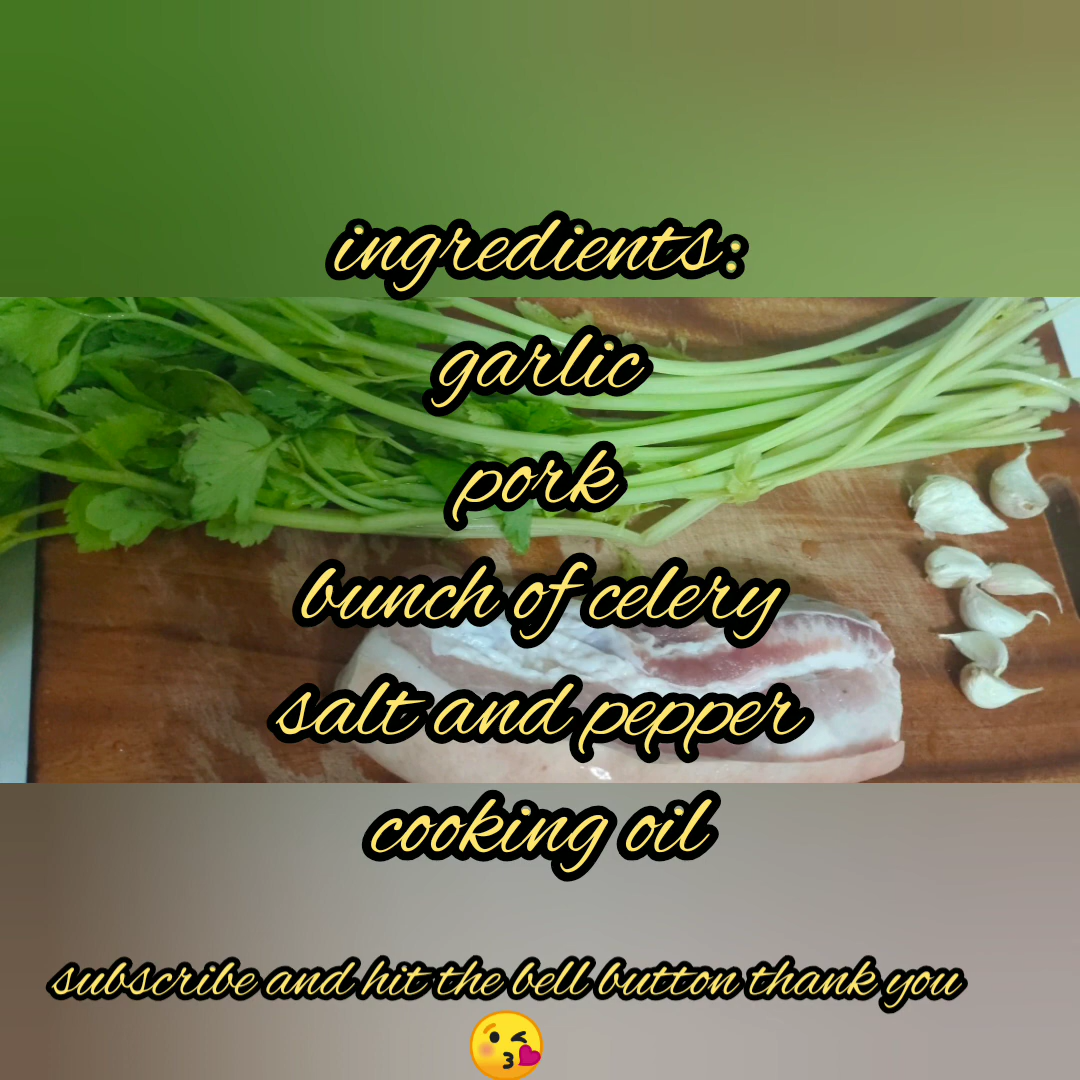 ingredients:
garlic
pork
bunch of celery
salt and pepper
cooking oil
subscribe and hit the bell button thank you
😘